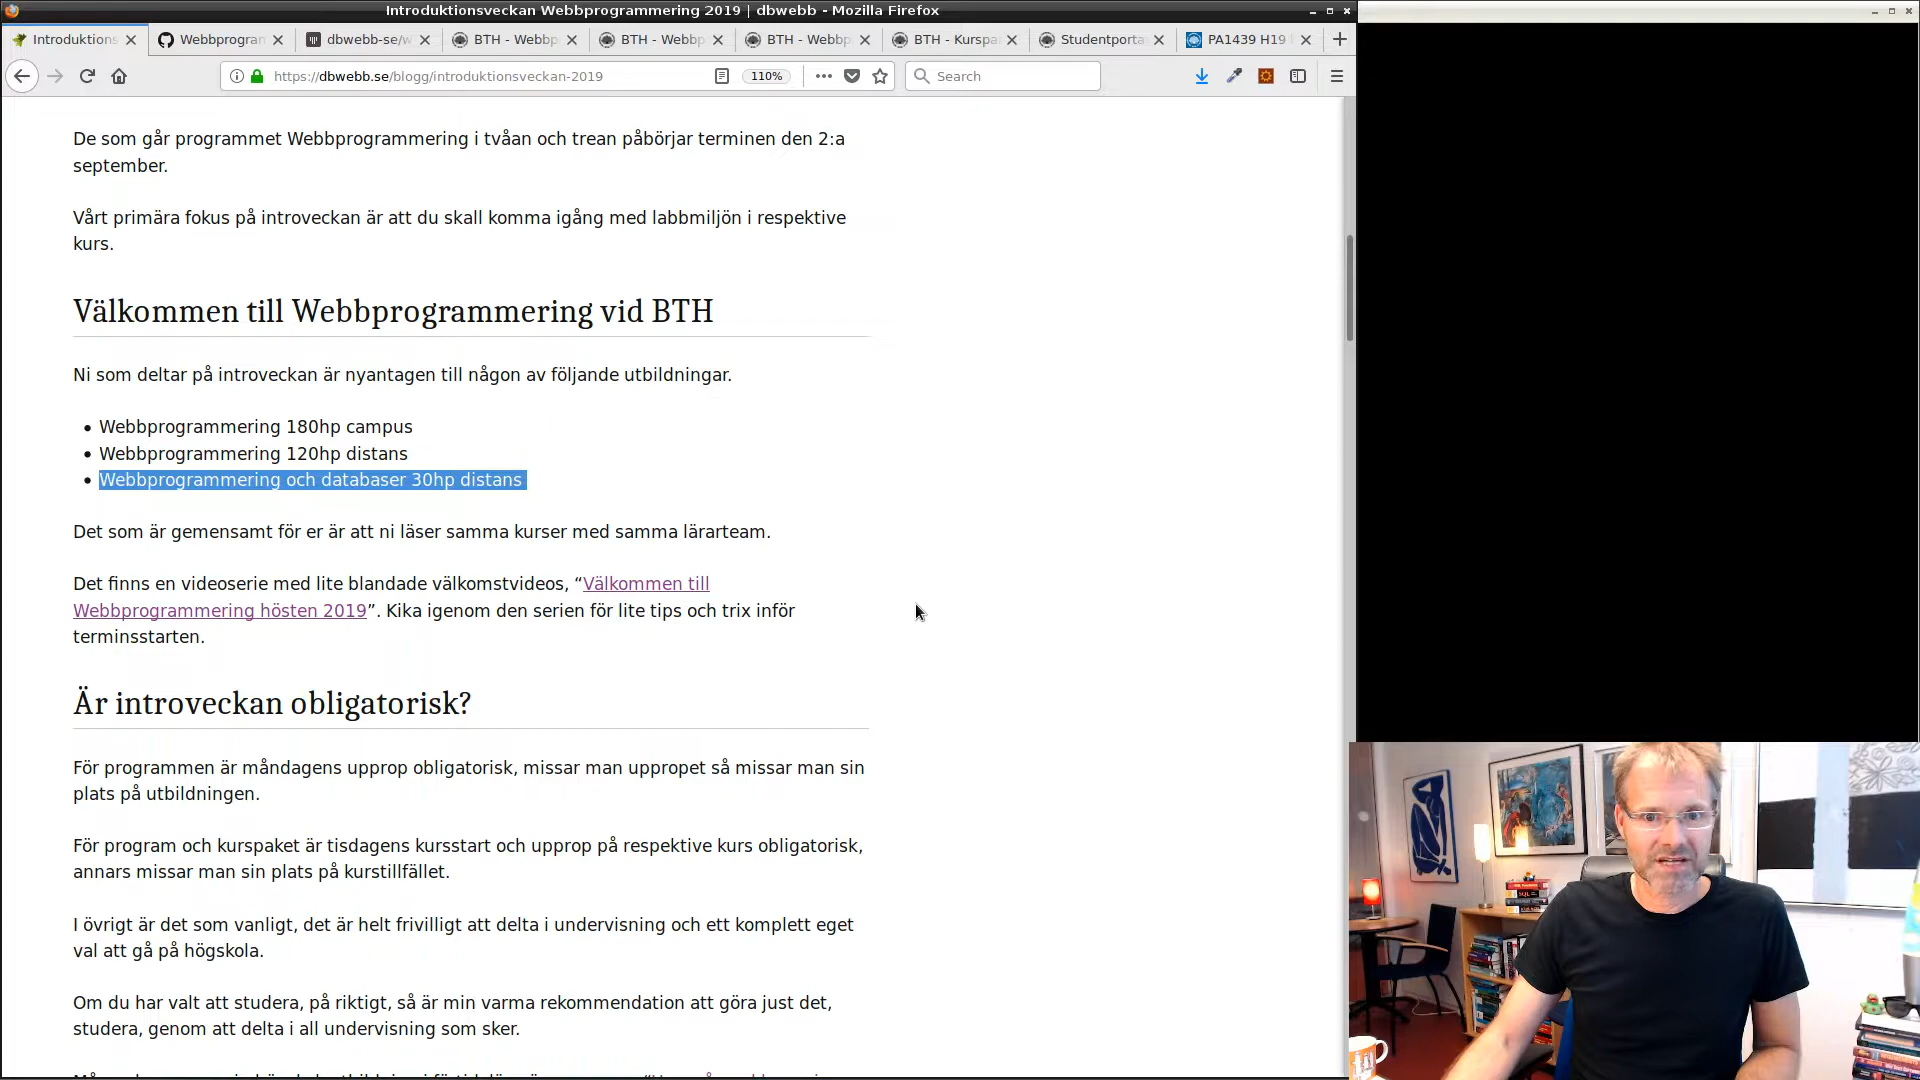 Introduktionsveckan Webbprogrammering 2019 | dbwebb - Mozilla Firefox
Introduktions
Webbprogran
dbwebb-se/w
BTH - Webbp
BTH - Webbp
BTH - Webbp
BTH - Kurspa
Studentporta
PA1439 H19
https://dbwebb.se/blogg/introduktionsveckan-2019
110%
Search
De som går programmet Webbprogrammering i tvåan och trean påbörjar terminen den 2:a
september.
Vårt primära fokus på introveckan är att du skall komma igång med labbmiljön i respektive
kurs.
Välkommen till Webbprogrammering vid BTH
Ni som deltar på introveckan är nyantagen till någon av följande utbildningar.
Webbprogrammering 180hp campus
Webbprogrammering 120hp distans
Webbprogrammering och databaser 30hp distans
Det som är gemensamt för er är att ni läser samma kurser med samma lärarteam.
Det finns en videoserie med lite blandade välkomstvideos, “Välkommen till
Webbprogrammering hösten 2019”. Kika igenom den serien för lite tips och trix inför
terminsstarten.
Är introveckan obligatorisk?
För programmen är måndagens upprop obligatorisk, missar man uppropet så missar man sin
plats på utbildningen.
För program och kurspaket är tisdagens kursstart och upprop på respektive kurs obligatorisk,
annars missar man sin plats på kurstillfället.
I övrigt är det som vanligt, det är helt frivilligt att delta i undervisning och ett komplett eget
val att gå på högskola.
Om du har valt att studera, på riktigt, så är min varma rekommendation att göra just det,
studera, genom att delta i all undervisning som sker.
SQL